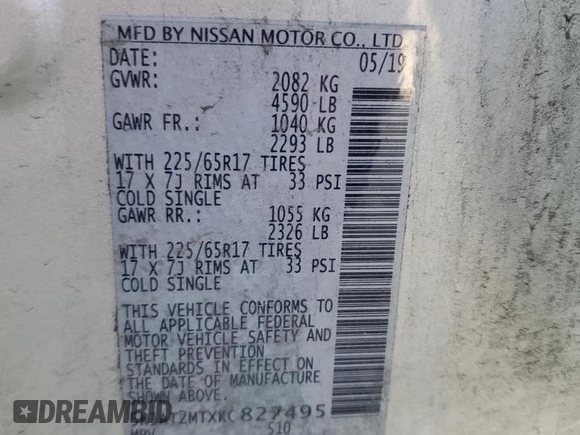 MFD BY NISSAN MOTOR CO., LTD.
DATE: 05/19
GVWR: 2082 KG
4590 LB
GAWR FR.: 1040 KG
2293 LB
WITH 225/65R17 TIRES
17 X 7J RIMS AT 33 PSI
COLD SINGLE
GAWR RR.: 1055 KG
2326 LB
WITH 225/65R17 TIRES
17 X 7J RIMS AT 33 PSI
COLD SINGLE
THIS VEHICLE CONFORMS TO
ALL APPLICABLE FEDERAL
MOTOR VEHICLE SAFETY AND
THEFT PREVENTION
STANDARDS IN EFFECT ON
THE DATE OF MANUFACTURE
T2MTXKC827495
MPV 510
DREAMBID